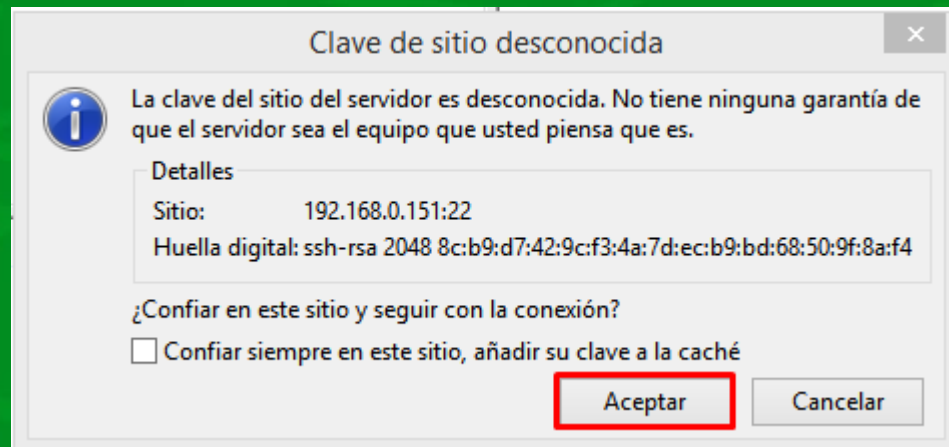 Clave de sitio desconocida
La clave del sitio del servidor es desconocida. No tiene ninguna garantía de
que el servidor sea el equipo que usted piensa que es.
Detalles
Sitio: 192.168.0.151:22
Huella digital: ssh-rsa 2048 8c:b9:d7:42:9c:f3:4a:7d:ec:b9:bd:68:50:9f:8a:f4
¿Confiar en este sitio y seguir con la conexión?
Confiar siempre en este sitio, añadir su clave a la caché
Aceptar Cancelar